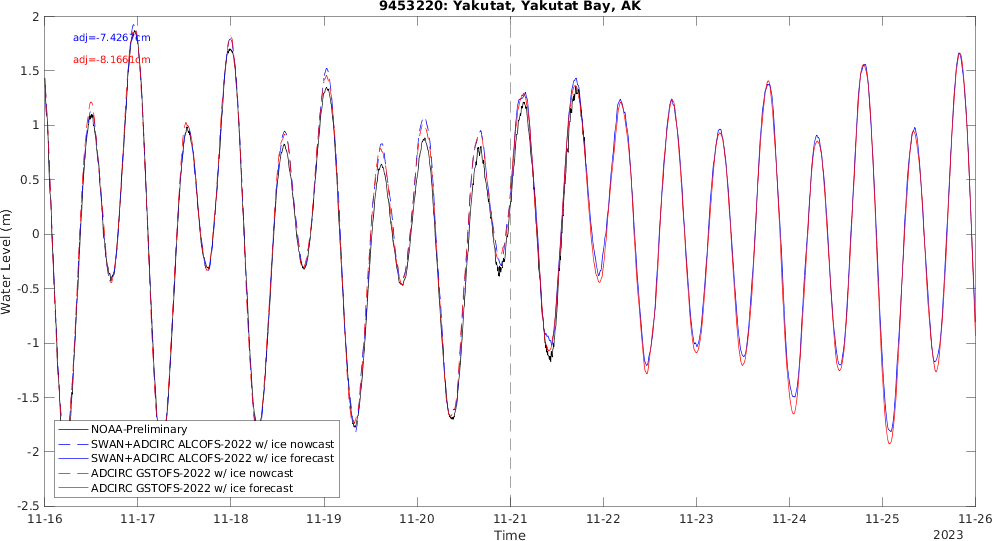 9453220: Yakutat, Yakutat Bay, AK
adj=-7.4267cm
adj=-8.1661cm
Water Level (m)
2
1.5
1
0.5
0
-0.5
-1
-1.5
-2
-2.5
NOAA-Preliminary
SWAN+ADCIRC ALCOFS-2022 w/ ice nowcast
SWAN+ADCIRC ALCOFS-2022 w/ ice forecast
ADCIRC GSTOFS-2022 w/ ice nowcast
ADCIRC GSTOFS-2022 w/ ice forecast
11-16 11-17 11-18 11-19 11-20 11-21 11-22 11-23 11-24 11-25 11-26
Time
2023